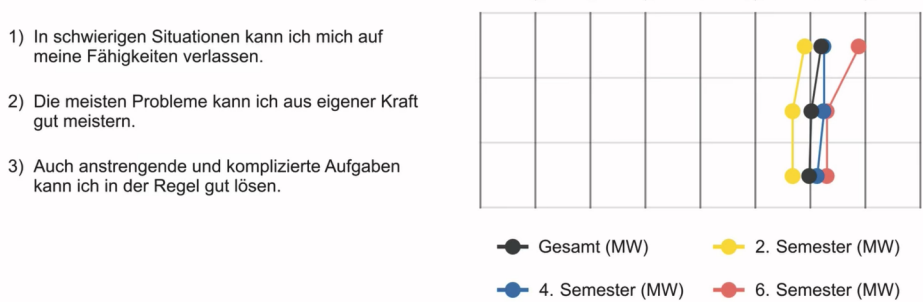 1) In schwierigen Situationen kann ich mich auf
meine Fähigkeiten verlassen.
2) Die meisten Probleme kann ich aus eigener Kraft
gut meistern.
3) Auch anstrengende und komplizierte Aufgaben
kann ich in der Regel gut lösen.
Gesamt (MW)
2. Semester (MW)
4. Semester (MW)
6. Semester (MW)